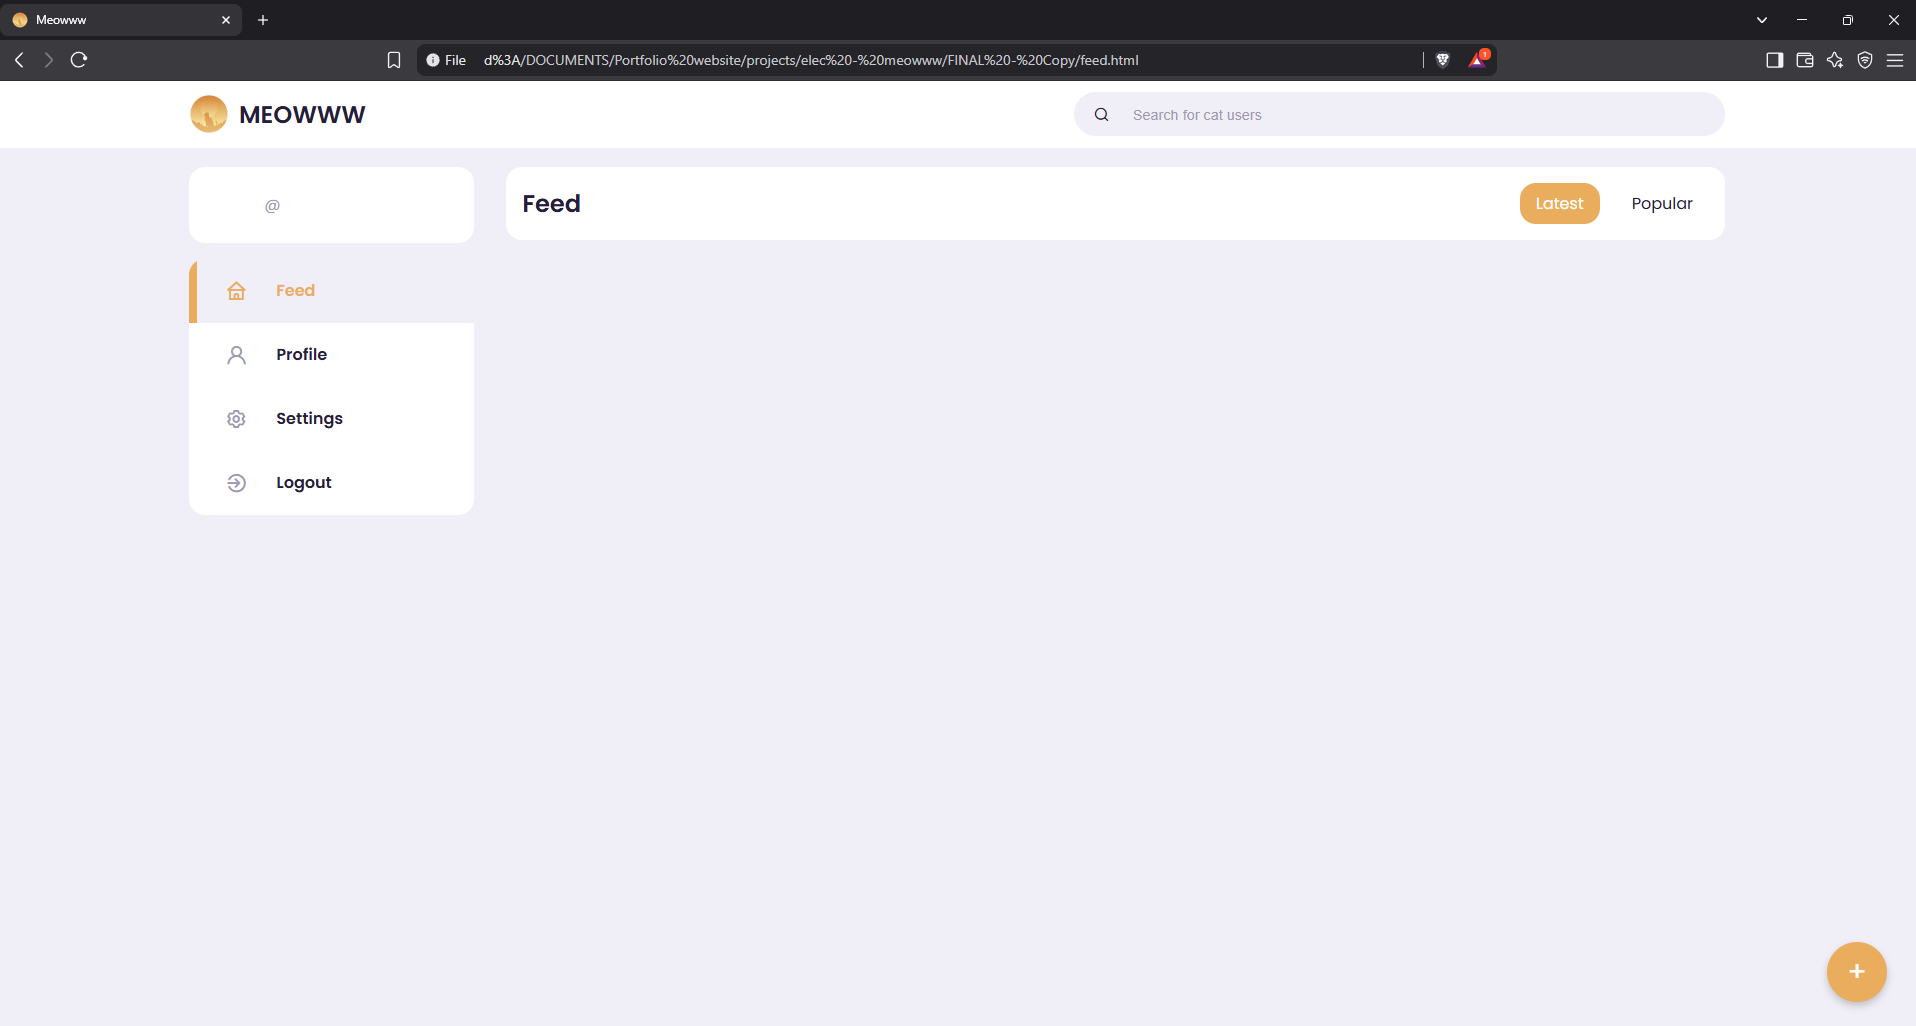 Meowww
File d%3A/DOCUMENTS/Portfolio%20website/projects/elec%20-%20meowww/FINAL%20-%20Copy/feed.html
1
MEOWWW
Search for cat users
@
Feed
Latest
Popular
Feed
Profile
Settings
Logout
+